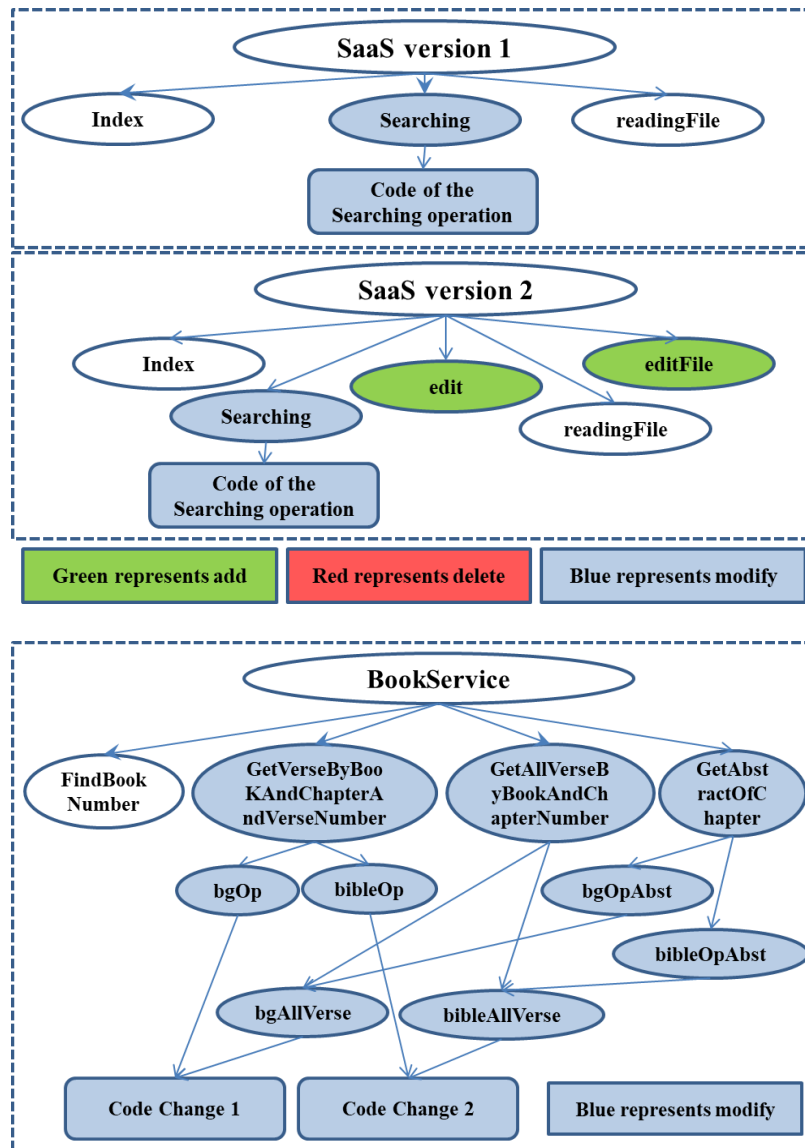 SaaS version 1
Index
Searching
readingFile
Code of the
Searching operation
SaaS version 2
Index
editFile
edit
Searching
readingFile
Code of the
Searching operation
Green represents add
Red represents delete
Blue represents modify
BookService
FindBook
Number
GetVerseByBoo
KAndChapterA
ndVerseNumber
GetAllVerseB
yBookAndCh
apterNumber
GetAbst
ractOfC
hapter
bgOp
bibleOp
bgOpAbst
bibleOpAbst
bgAllVerse
bibleAllVerse
Code Change 1
Code Change 2
Blue represents modify